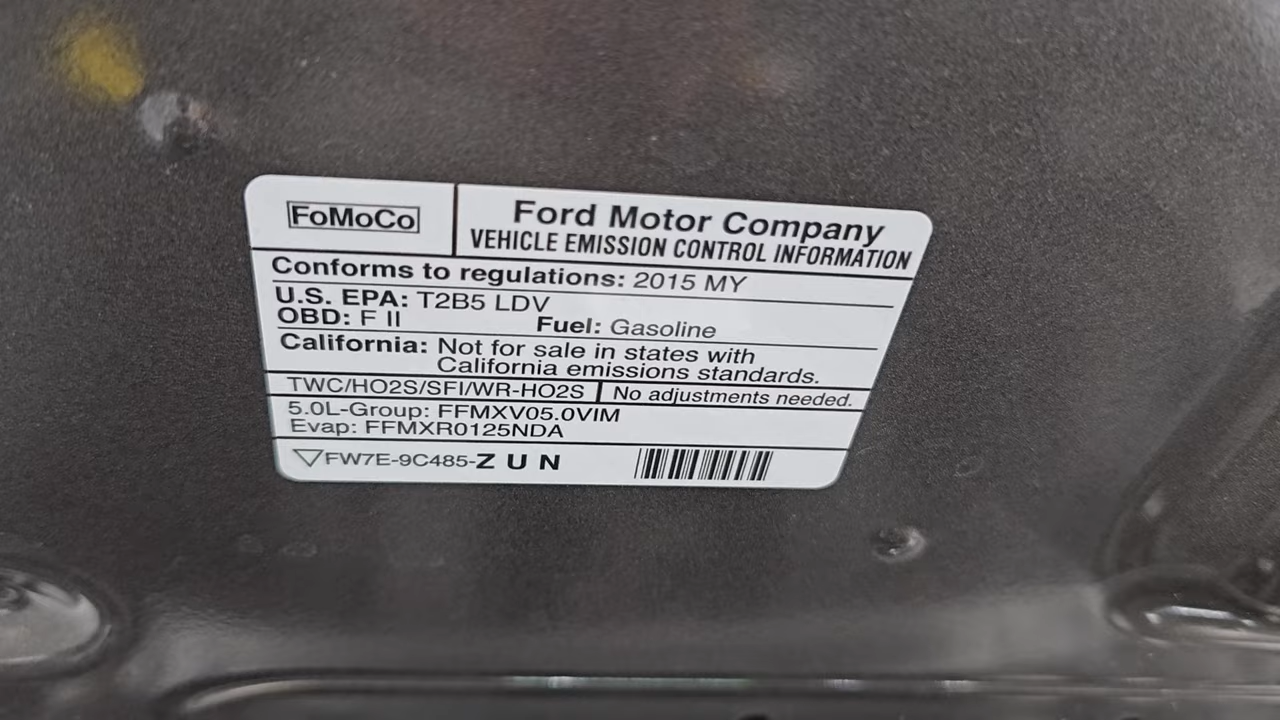 FoMoCo
Ford Motor Company
VEHICLE EMISSION CONTROL INFORMATION
Conforms to regulations: 2015 MY
U.S. EPA: T2B5 LDV
OBD: F II Fuel: Gasoline
California: Not for sale in states with
California emissions standards.
TWC/HO2S/SFI/WR-HO2S No adjustments needed.
5.0L-Group: FFMXV05.0VIM
Evap: FFMXR0125NDA
FW7E-9C485-Z U N